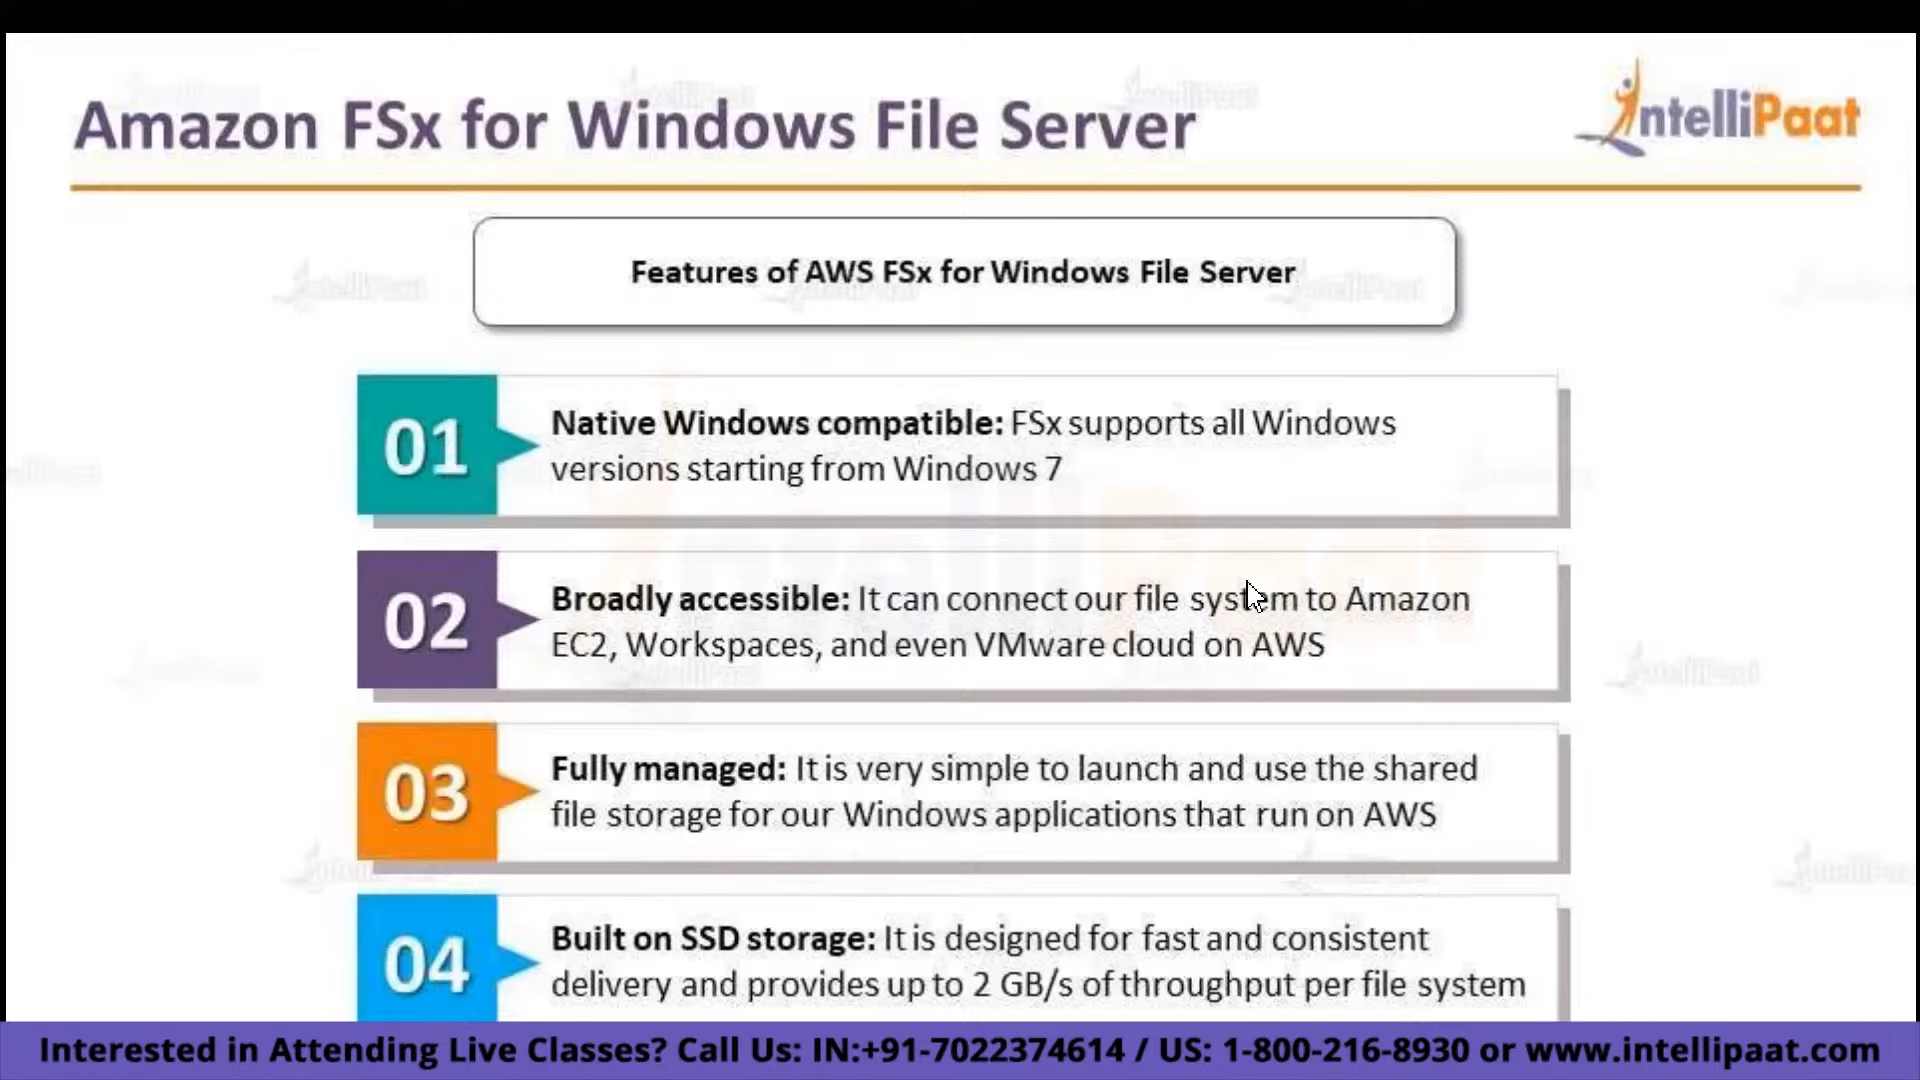 Amazon FSx for Windows File Server
IntelliPaat
Features of AWS FSx for Windows File Server
01
Native Windows compatible: FSx supports all Windows
versions starting from Windows 7
02
Broadly accessible: It can connect our file system to Amazon
EC2, Workspaces, and even VMware cloud on AWS
03
Fully managed: It is very simple to launch and use the shared
file storage for our Windows applications that run on AWS
04
Built on SSD storage: It is designed for fast and consistent
delivery and provides up to 2 GB/s of throughput per file system
Interested in Attending Live Classes? Call Us: IN:+91-7022374614 / US: 1-800-216-8930 or www.intellipaat.com